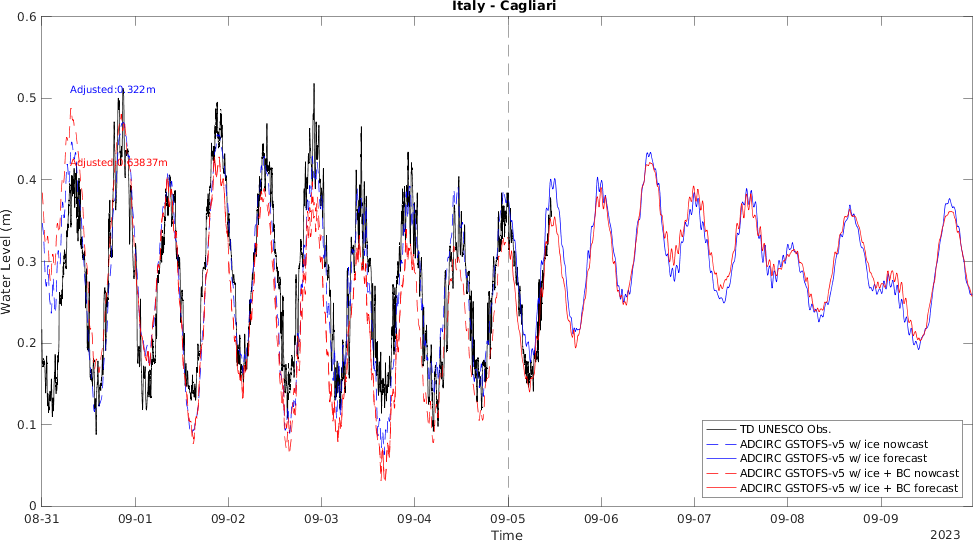 Italy - Cagliari
0.6
0.5
0.4
0.3
0.2
0.1
0
Water Level (m)
Adjusted:0.322m
Adjusted:0.63837m
08-31 09-01 09-02 09-03 09-04 09-05 09-06 09-07 09-08 09-09
Time
2023
TD UNESCO Obs.
ADCIRC GSTOFS-v5 w/ ice nowcast
ADCIRC GSTOFS-v5 w/ ice forecast
ADCIRC GSTOFS-v5 w/ ice + BC nowcast
ADCIRC GSTOFS-v5 w/ ice + BC forecast